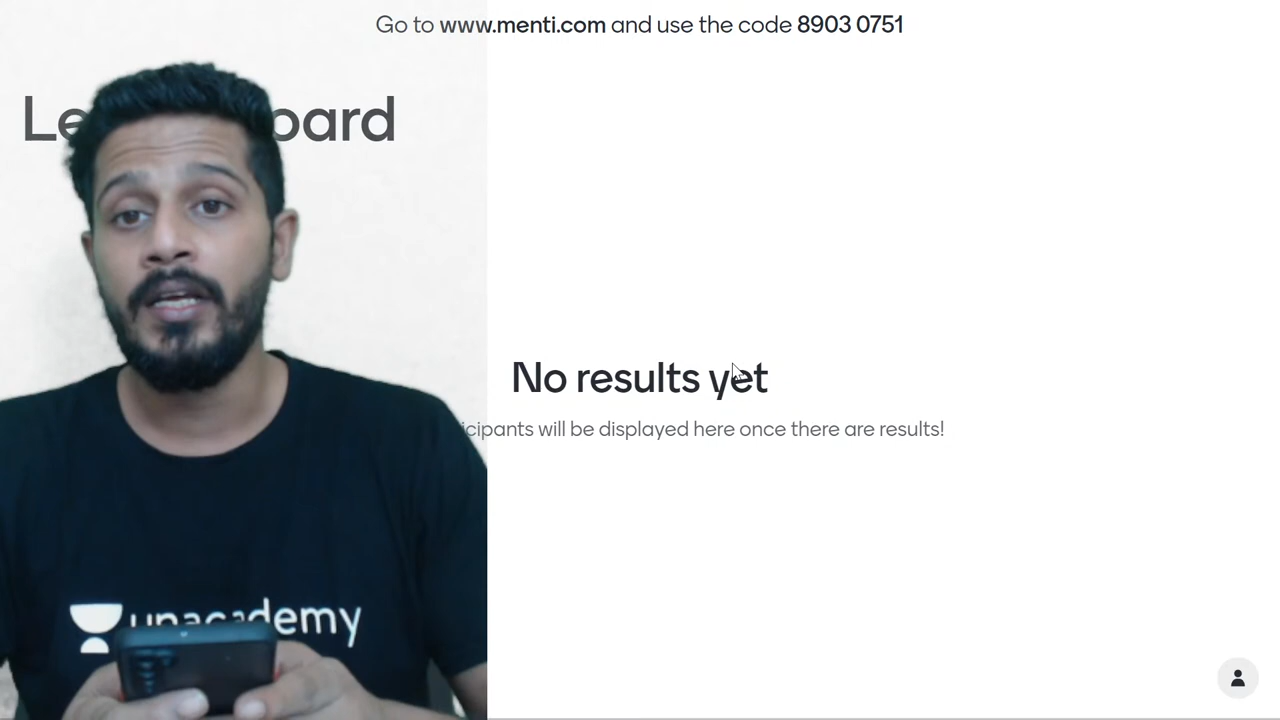 Go to www.menti.com and use the code 8903 0751
No results yet
will be displayed here once there are results!
unacademy